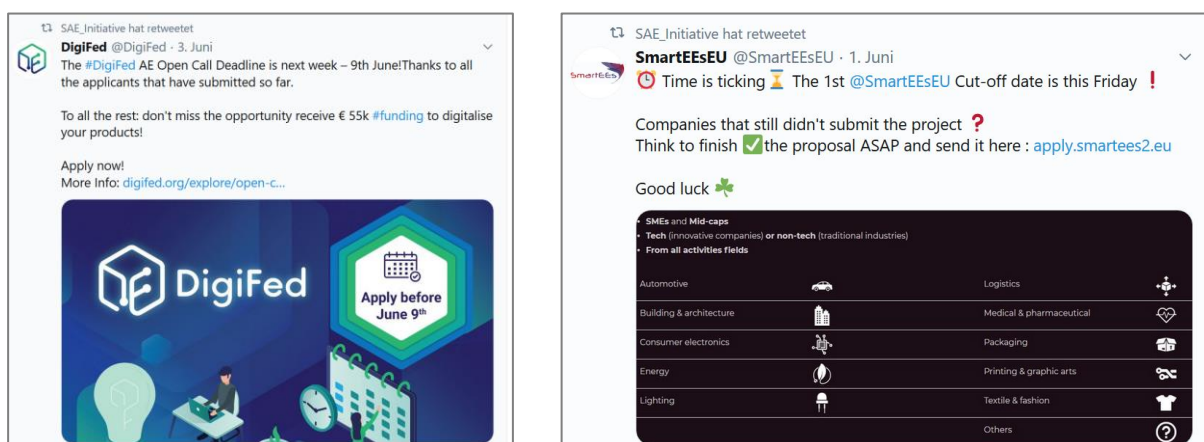 SAE_Initiative hat retweetet
DigiFed @DigiFed · 3. Juni
The #DigiFed AE Open Call Deadline is next week – 9th June!Thanks to all
the applicants that have submitted so far.
To all the rest: don't miss the opportunity receive € 55k #funding to digitalise
your products!
Apply now!
More Info: digifed.org/explore/open-c...
DigiFed
Apply before
June 9th
SAE_Initiative hat retweetet
SmartEEsEU @SmartEEsEU · 1. Juni
SmartEEs
⏰ Time is ticking ⏳ The 1st @SmartEEsEU Cut-off date is this Friday ❗
Companies that still didn't submit the project ❓
Think to finish ✅ the proposal ASAP and send it here : apply.smartees2.eu
Good luck ☘
• SMEs and Mid-caps
• Tech (innovative companies) or non-tech (traditional industries)
• From all activities fields
Automotive
Logistics
Building & architecture
Medical & pharmaceutical
Consumer electronics
Packaging
Energy
Printing & graphic arts
Lighting
Textile & fashion
Others